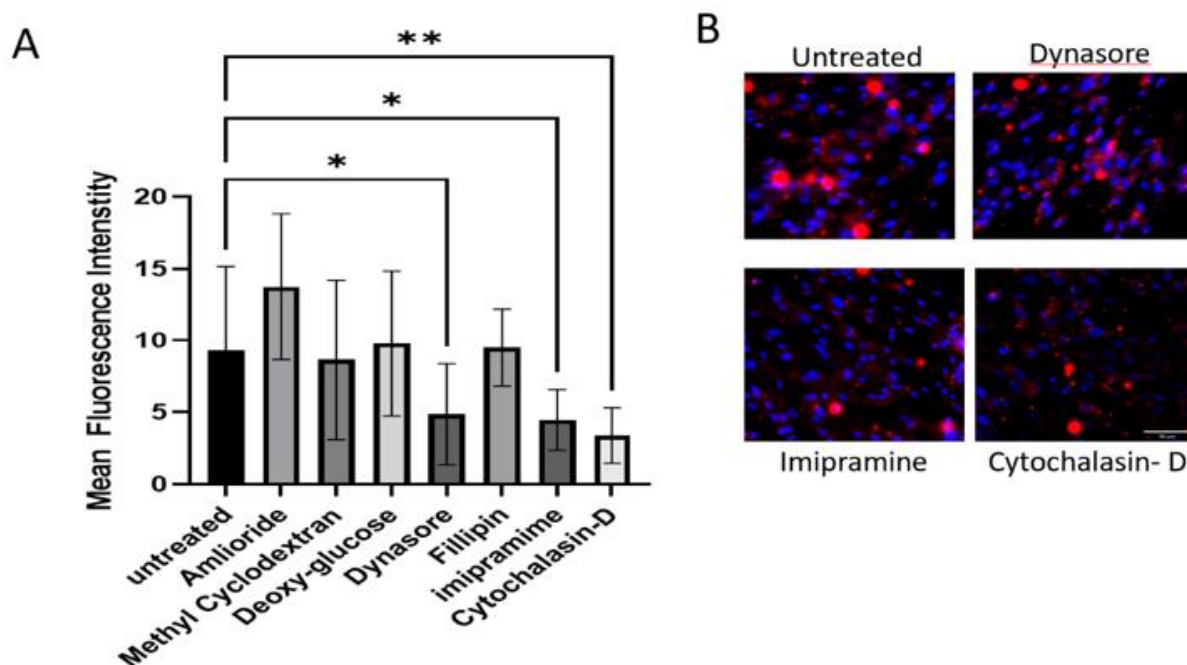 A
**
*
*
Mean Fluorescence Intenstity
20
15
10
5
0
untreated
Amlioride
Methyl Cyclodextran
Deoxy-glucose
Dynasore
Fillipin
imipramime
Cytochalasin-D
B
Untreated
Dynasore
Imipramine
Cytochalasin- D